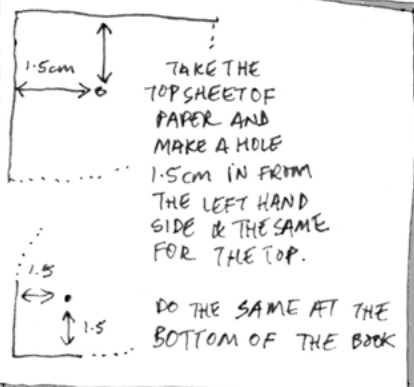 1.5cm
TAKE THE
TOP SHEET OF
PAPER AND
MAKE A HOLE
1.5cm IN FROM
THE LEFT HAND
SIDE & THE SAME
FOR THE TOP.
1.5
1.5
DO THE SAME AT THE
BOTTOM OF THE BOOK